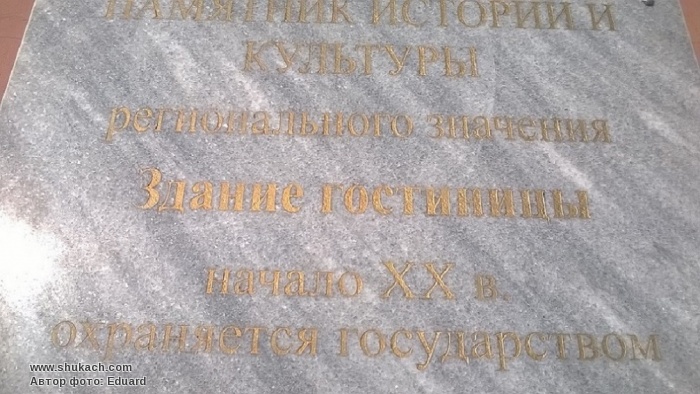 ПАМЯТНИК ИСТОРИИ И
КУЛЬТУРЫ
регионального значения
Здание гостиницы
начало XX в.
охраняется государством
www.shukach.com
Автор фото: Eduard